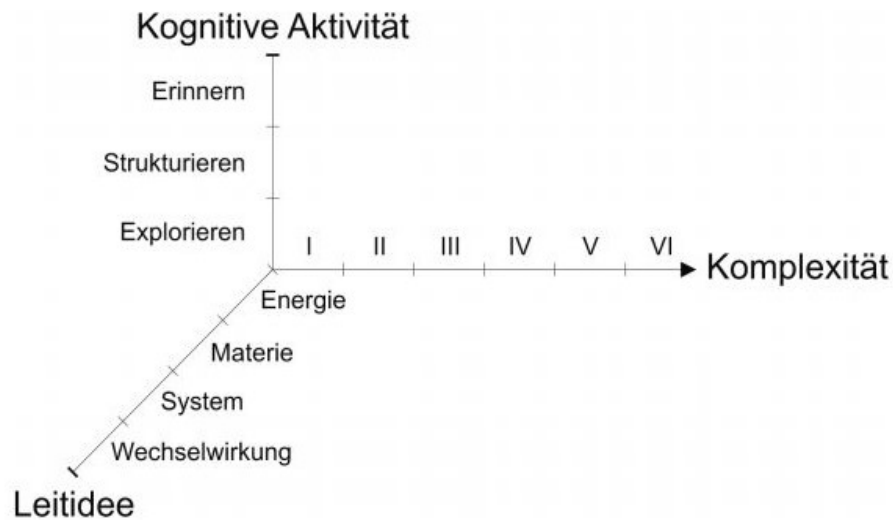 Kognitive Aktivität
Erinnern
Strukturieren
Explorieren
I II III IV V VI
Komplexität
Energie
Materie
System
Wechselwirkung
Leitidee